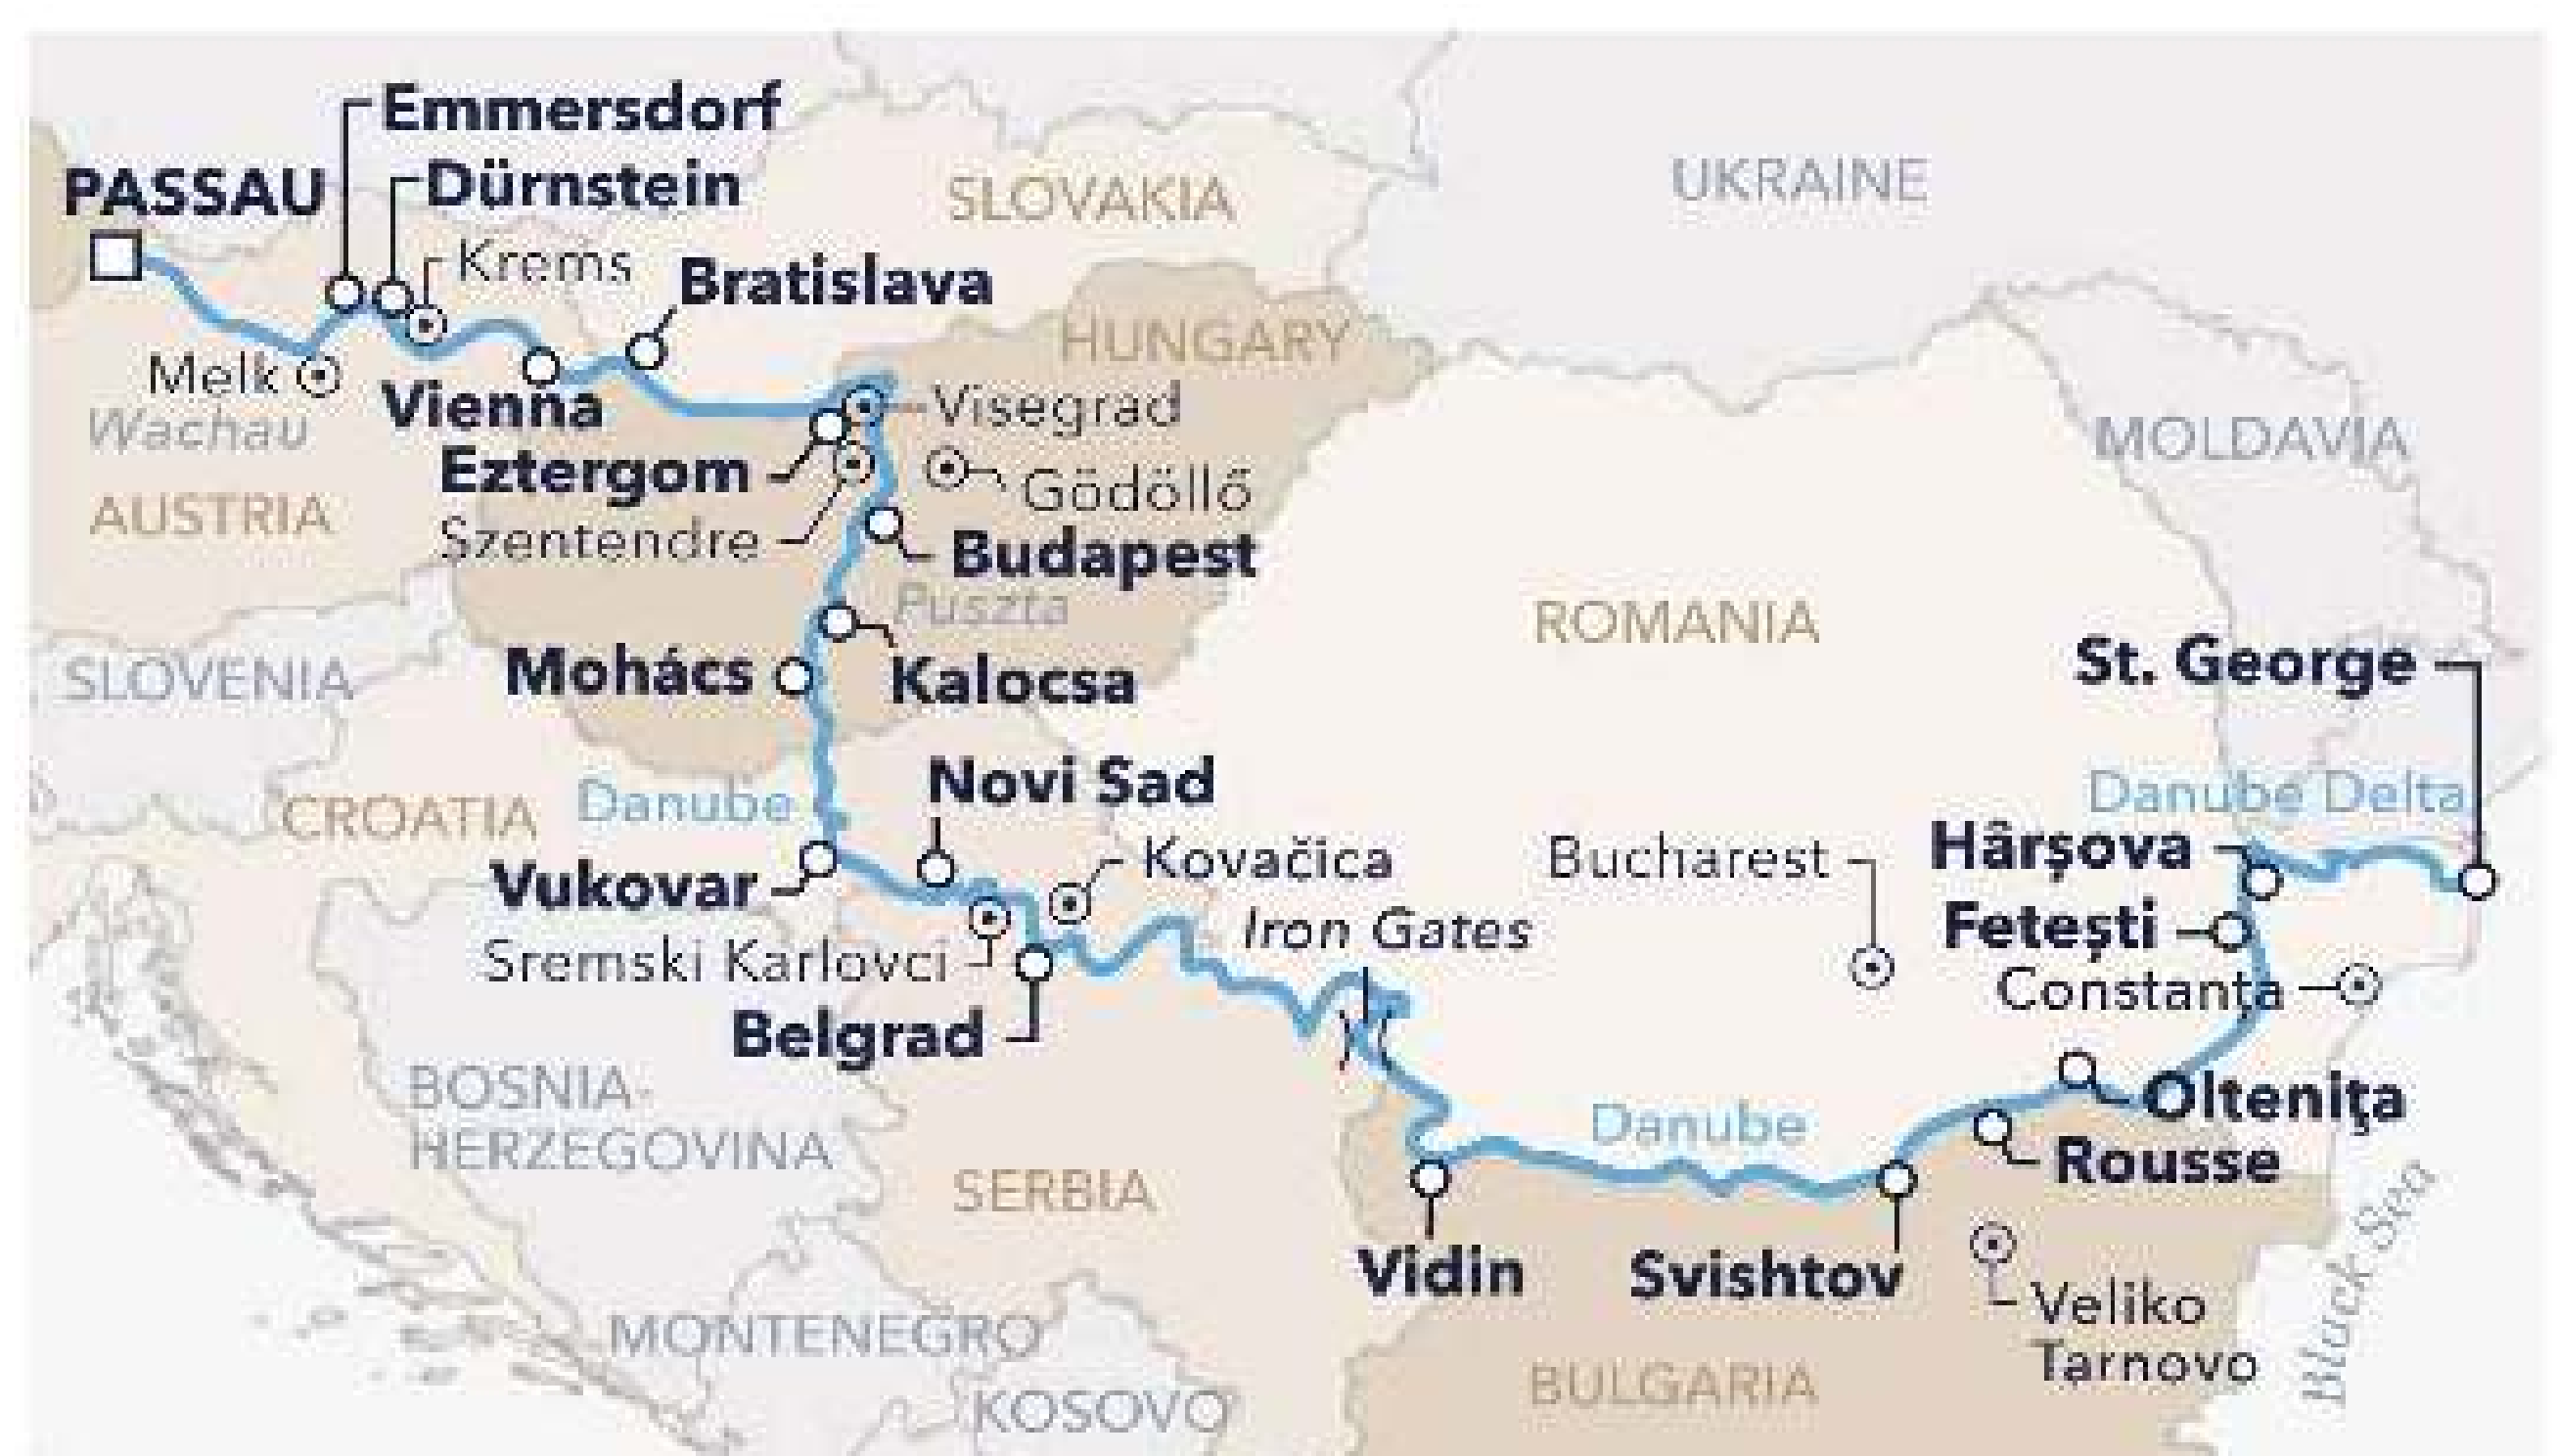 Emmersdorf
PASSAU
Dürnstein
SLOVAKIA
UKRAINE
Krems
Bratislava
HUNGARY
Melk
Vienna
Visegrad
Wachau
MOLDAVIA
Eztergom
Gödöllő
AUSTRIA
Szentendre
Budapest
Puszta
ROMANIA
SLOVENIA
Mohács
Kalocsa
St. George
Novi Sad
CROATIA
Danube
Danube Delta
Vukovar
Kovačica
Bucharest
Hârşova
Iron Gates
Feteşti
Sremski Karlovci
Constanţa
Belgrad
BOSNIA-
HERZEGOVINA
Danube
Olteniţa
Rousse
SERBIA
Vidin
Svishtov
Black Sea
Veliko
Tarnovo
MONTENEGRO
BULGARIA
KOSOVO